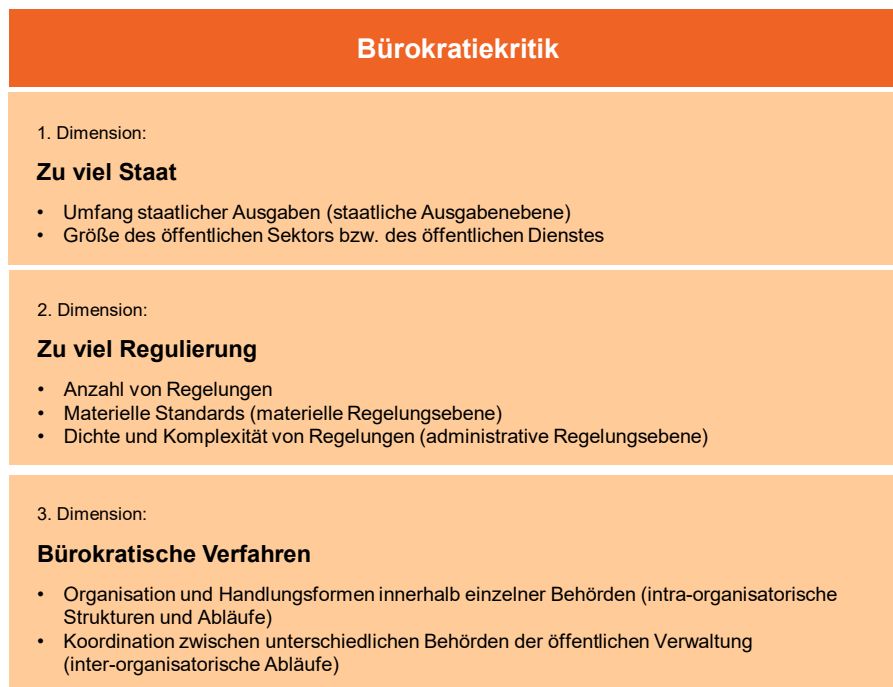 Bürokratiekritik
1. Dimension:
Zu viel Staat
• Umfang staatlicher Ausgaben (staatliche Ausgabenebene)
• Größe des öffentlichen Sektors bzw. des öffentlichen Dienstes
2. Dimension:
Zu viel Regulierung
• Anzahl von Regelungen
• Materielle Standards (materielle Regelungsebene)
• Dichte und Komplexität von Regelungen (administrative Regelungsebene)
3. Dimension:
Bürokratische Verfahren
• Organisation und Handlungsformen innerhalb einzelner Behörden (intra-organisatorische
Strukturen und Abläufe)
• Koordination zwischen unterschiedlichen Behörden der öffentlichen Verwaltung
(inter-organisatorische Abläufe)